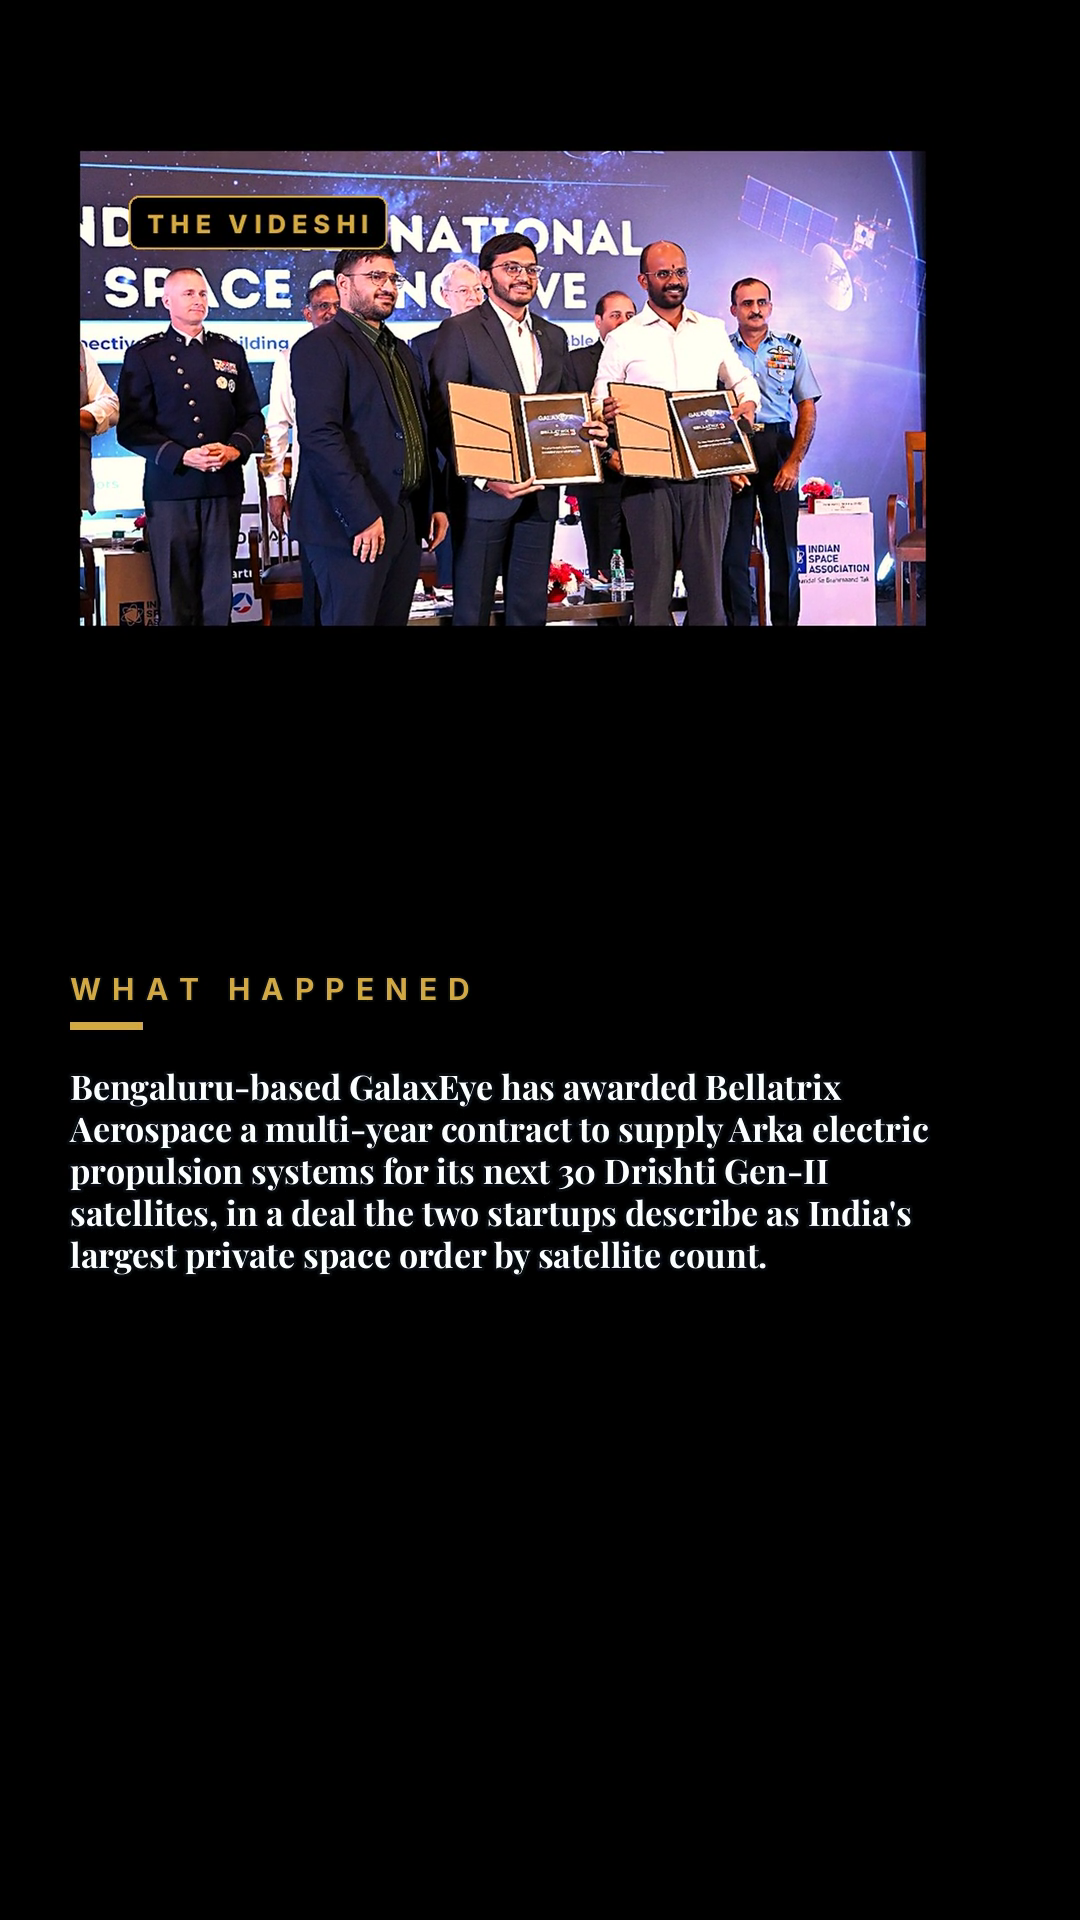 THE VIDESHI
NATIONAL
SPACE
INDIAN
SPACE
ASSOCIATION
WHAT HAPPENED
Bengaluru-based GalaxEye has awarded Bellatrix
Aerospace a multi-year contract to supply Arka electric
propulsion systems for its next 30 Drishti Gen-II
satellites, in a deal the two startups describe as India's
largest private space order by satellite count.